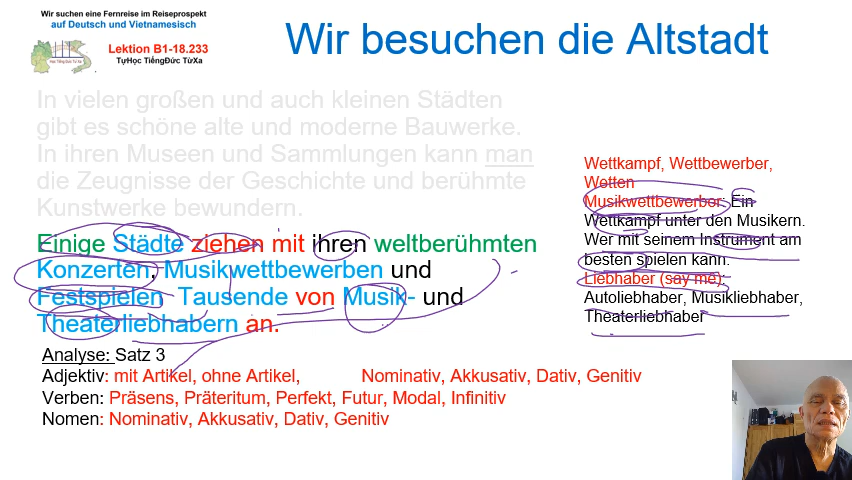 Wir suchen eine Fernreise im Reiseprospekt
auf Deutsch und Vietnamesisch
Lektion B1-18.233
TựHọc TiếngĐức TừXa
Học Tiếng Đức Từ Xa
Wir besuchen die Altstadt
In vielen großen und auch kleinen Städten
gibt es schöne alte und moderne Bauwerke.
In ihren Museen und Sammlungen kann man
die Zeugnisse der Geschichte und berühmte
Kunstwerke bewundern.
Einige Städte ziehen mit ihren weltberühmten
Konzerten, Musikwettbewerben und
Festspielen Tausende von Musik- und
Theaterliebhabern an.
Wettkampf, Wettbewerber,
Wetten
Musikwettbewerber: Ein
Wettkampf unter den Musikern.
Wer mit seinem Instrument am
besten spielen kann.
Liebhaber (say mê):
Autoliebhaber, Musikliebhaber,
Theaterliebhaber
Analyse: Satz 3
Adjektiv: mit Artikel, ohne Artikel, Nominativ, Akkusativ, Dativ, Genitiv
Verben: Präsens, Präteritum, Perfekt, Futur, Modal, Infinitiv
Nomen: Nominativ, Akkusativ, Dativ, Genitiv